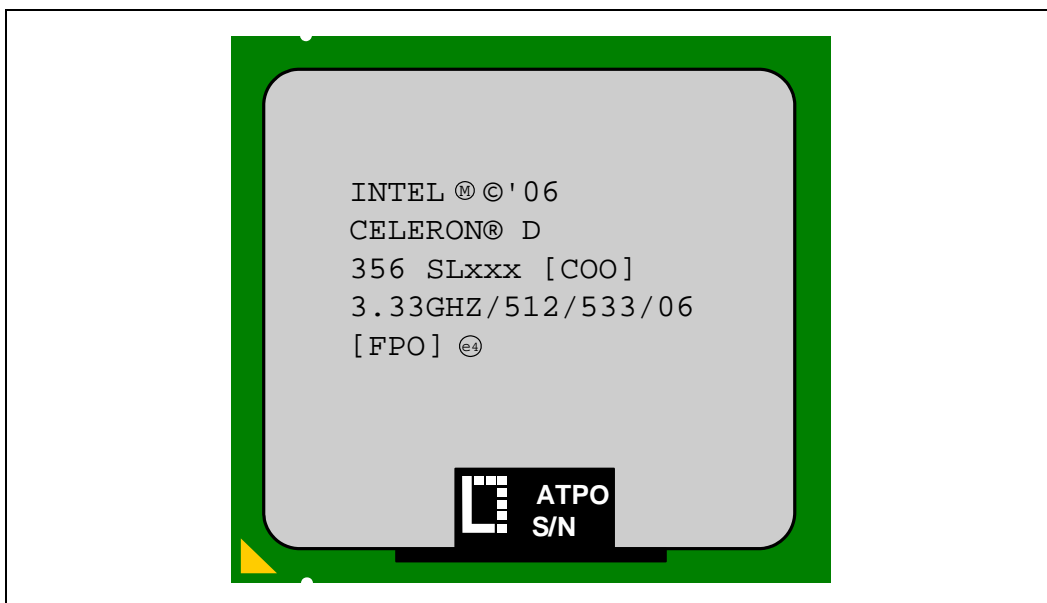 INTEL Ⓜ ©'06
CELERON® D
356 SLxxx [COO]
3.33GHZ/512/533/06
[FPO] ⓔ④
ATPO
S/N